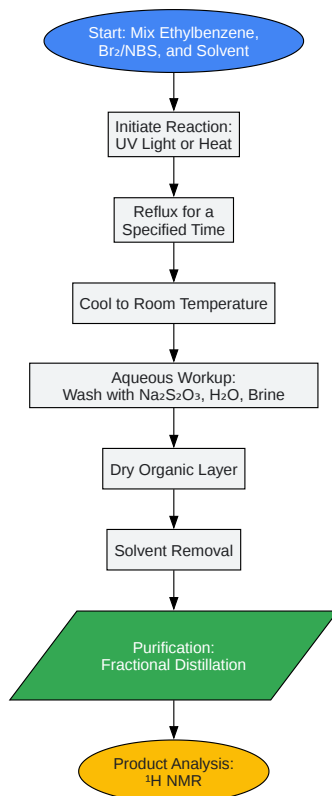 Start: Mix Ethylbenzene,
Br₂/NBS, and Solvent
Initiate Reaction:
UV Light or Heat
Reflux for a
Specified Time
Cool to Room Temperature
Aqueous Workup:
Wash with Na₂S₂O₃, H₂O, Brine
Dry Organic Layer
Solvent Removal
Purification:
Fractional Distillation
Product Analysis:
¹H NMR